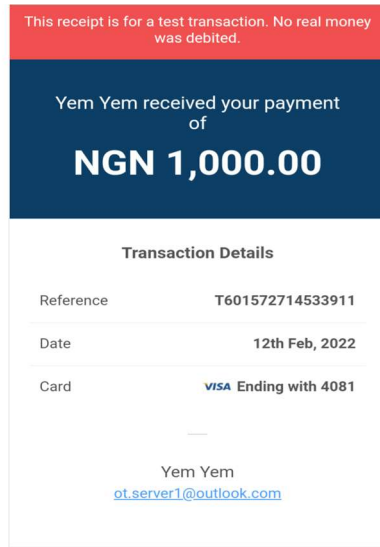 This receipt is for a test transaction. No real money
was debited.
Yem Yem received your payment
of
NGN 1,000.00
Transaction Details
Reference T601572714533911
Date 12th Feb, 2022
Card VISA Ending with 4081
Yem Yem
ot.server1@outlook.com